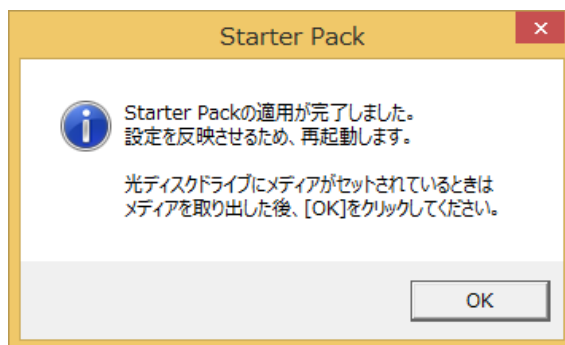 Starter Pack
Starter Packの適用が完了しました。
設定を反映させるため、再起動します。
光ディスクドライブにメディアがセットされているときは
メディアを取り出した後、[OK]をクリックしてください。
OK